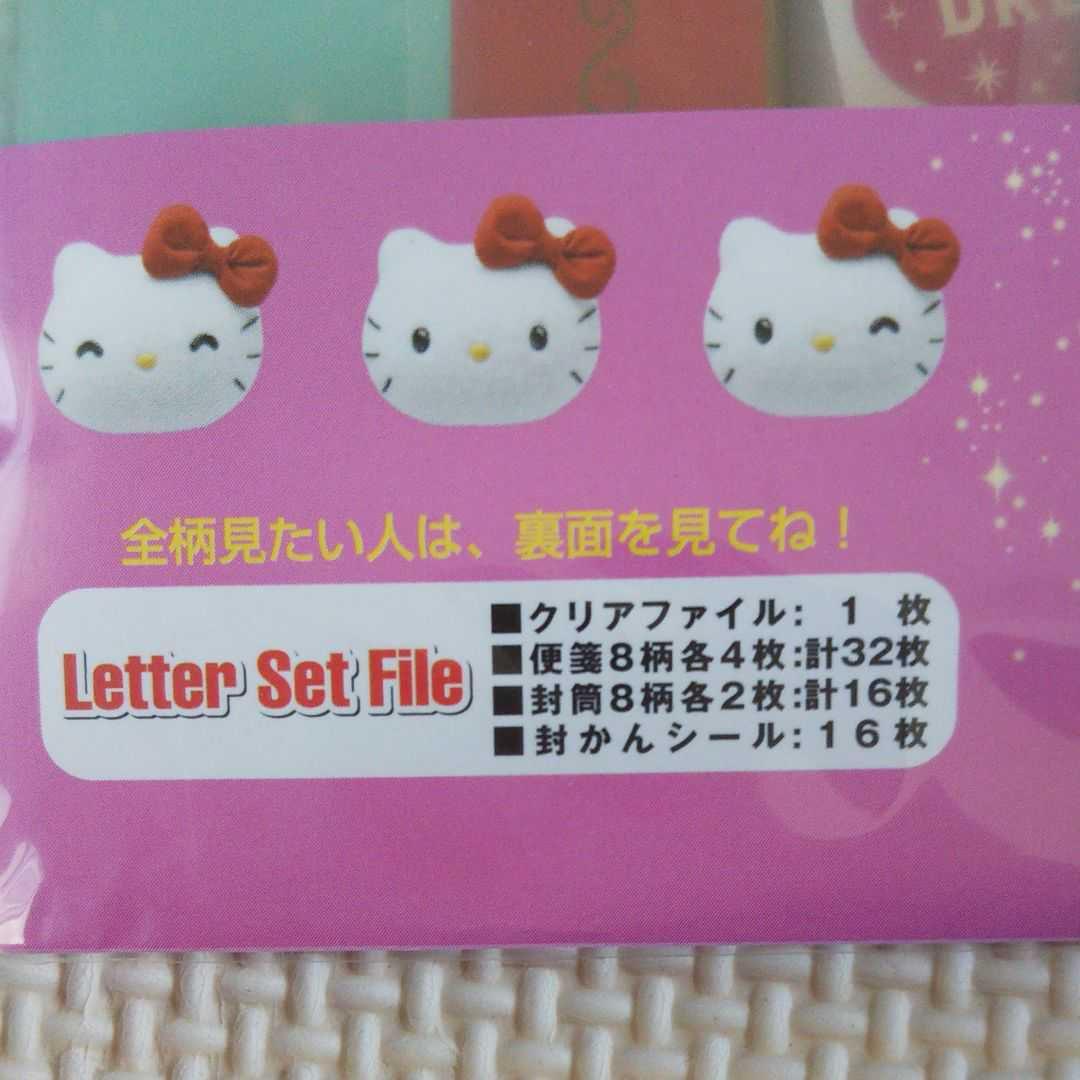 全柄見たい人は、裏面を見てね！
Letter Set File
■クリアファイル: 1 枚
■便箋8柄各4枚:計32枚
■封筒8柄各2枚:計16枚
■封かんシール:16枚